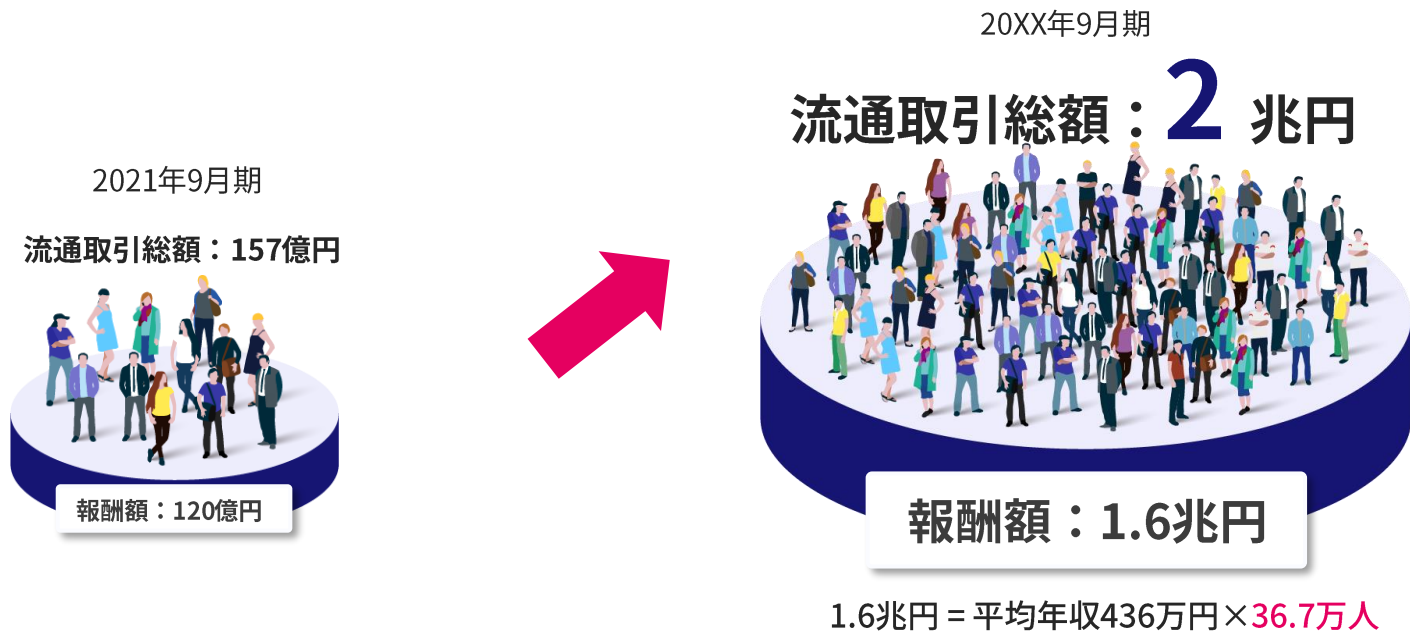 2021年9月期
流通取引総額：157億円
報酬額：120億円
20XX年9月期
流通取引総額：2 兆円
報酬額：1.6兆円
1.6兆円 = 平均年収436万円×36.7万人